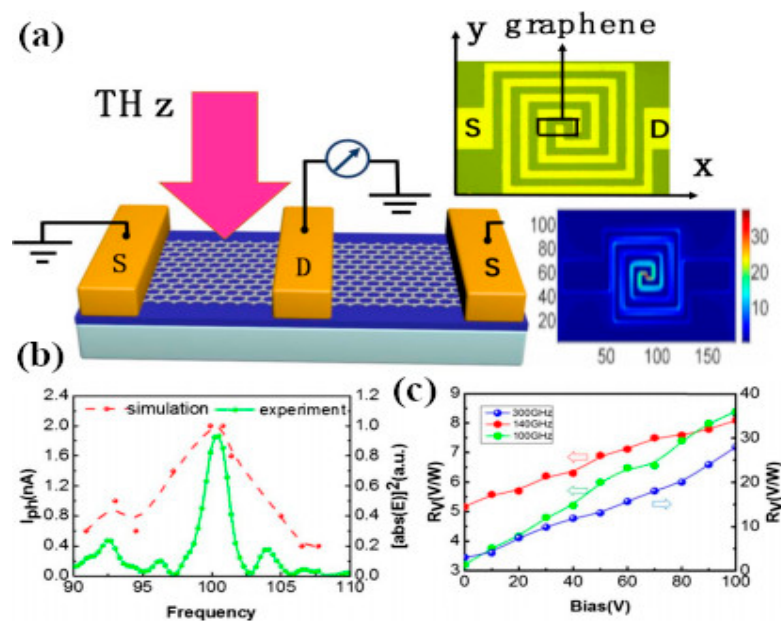 (a)
y graphene
TH z
S D
x
S D S
100
80
60
40
20
50 100 150
30
20
10
0
(b)
2.4
2.0
1.6
1.2
0.8
0.4
0.0
Iph(nA)
simulation experiment
1.2
1.0
0.8
0.6
0.4
0.2
0.0
[abs(E)]²(a.u.)
90 95 100 105 110
Frequency
(c)
9
8
7
6
5
4
3
Rv(V/W)
300GHz
140GHz
100GHz
40
30
20
10
0
Rv(V/W)
0 20 40 60 80 100
Bias(V)